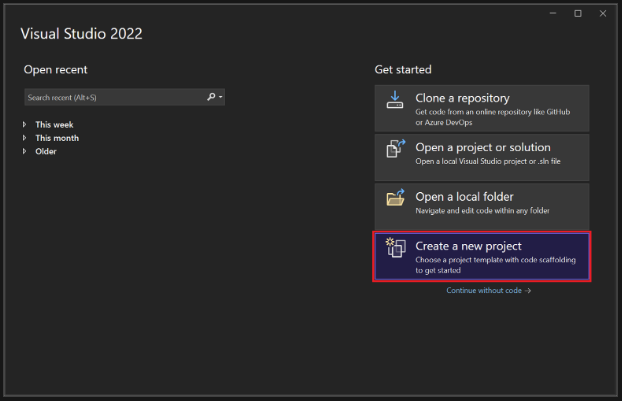 Visual Studio 2022
Open recent
Search recent (Alt+S)
This week
This month
Older
Get started
Clone a repository
Get code from an online repository like GitHub
or Azure DevOps
Open a project or solution
Open a local Visual Studio project or .sln file
Open a local folder
Navigate and edit code within any folder
Create a new project
Choose a project template with code scaffolding
to get started
Continue without code →